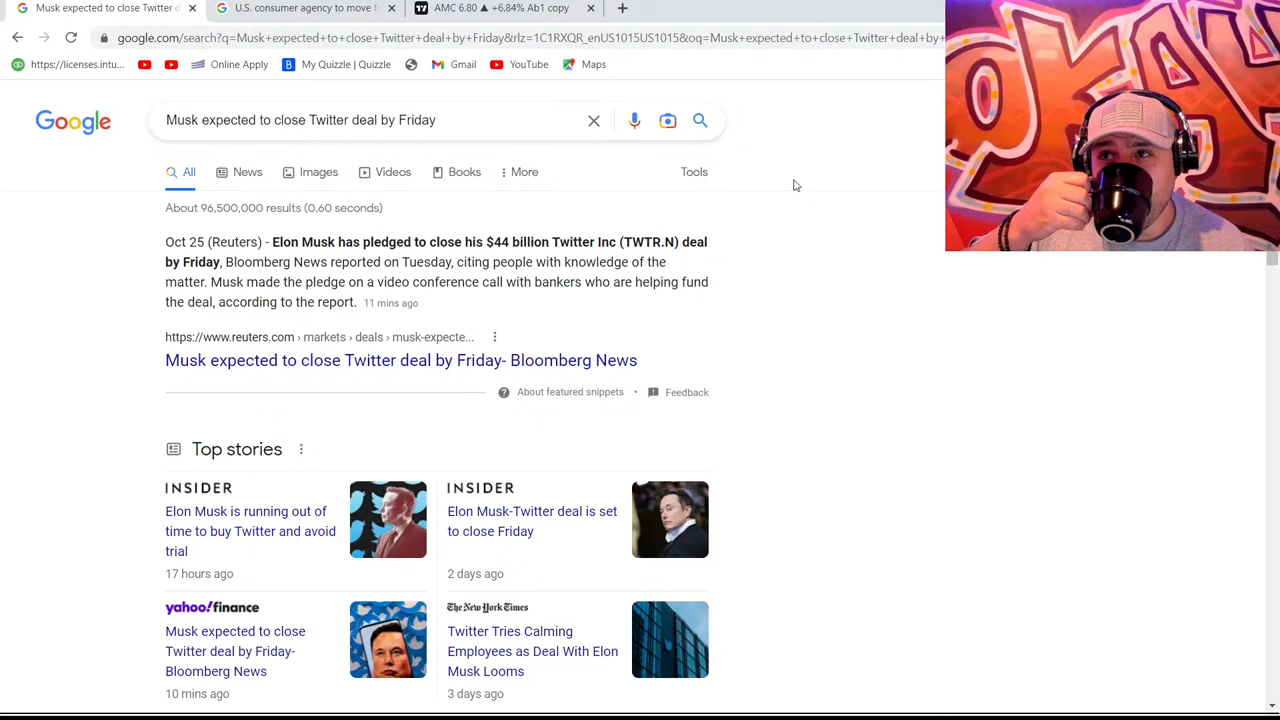 Musk expected to close Twitter d
U.S. consumer agency to move f
AMC 6.80 ▲ +6.84% Ab1 copy
google.com/search?q=Musk+expected+to+close+Twitter+deal+by+Friday&rlz=1C1RXQR_enUS1015US1015&oq=Musk+expected+to+close+Twitter+deal+by+
https://licenses.intu...
Online Apply
My Quizzle | Quizzle
Gmail
YouTube
Maps
Google
Musk expected to close Twitter deal by Friday
All
News
Images
Videos
Books
More
Tools
About 96,500,000 results (0.60 seconds)
Oct 25 (Reuters) - Elon Musk has pledged to close his $44 billion Twitter Inc (TWTR.N) deal
by Friday, Bloomberg News reported on Tuesday, citing people with knowledge of the
matter. Musk made the pledge on a video conference call with bankers who are helping fund
the deal, according to the report. 11 mins ago
https://www.reuters.com › markets › deals › musk-expecte...
Musk expected to close Twitter deal by Friday- Bloomberg News
About featured snippets • Feedback
Top stories
INSIDER
Elon Musk is running out of
time to buy Twitter and avoid
trial
17 hours ago
INSIDER
Elon Musk-Twitter deal is set
to close Friday
2 days ago
yahoo!finance
Musk expected to close
Twitter deal by Friday-
Bloomberg News
10 mins ago
The New York Times
Twitter Tries Calming
Employees as Deal With Elon
Musk Looms
3 days ago